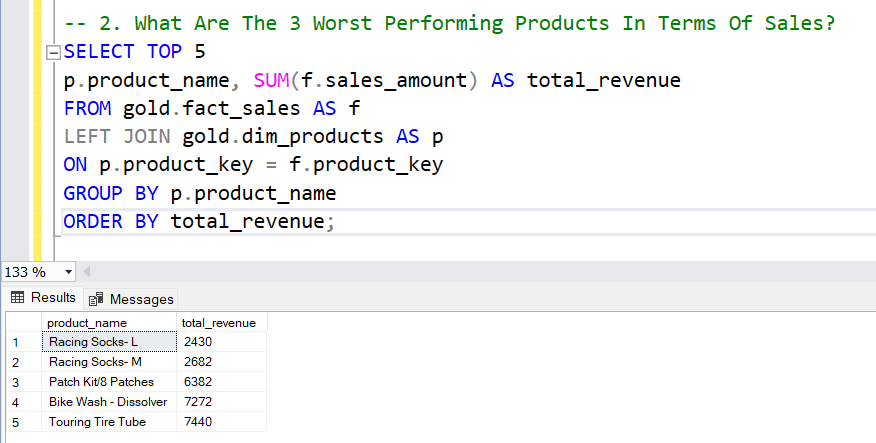 -- 2. What Are The 3 Worst Performing Products In Terms Of Sales?
SELECT TOP 5
p.product_name, SUM(f.sales_amount) AS total_revenue
FROM gold.fact_sales AS f
LEFT JOIN gold.dim_products AS p
ON p.product_key = f.product_key
GROUP BY p.product_name
ORDER BY total_revenue;
133 %
Results Messages
product_name total_revenue
1 Racing Socks- L 2430
2 Racing Socks- M 2682
3 Patch Kit/8 Patches 6382
4 Bike Wash - Dissolver 7272
5 Touring Tire Tube 7440